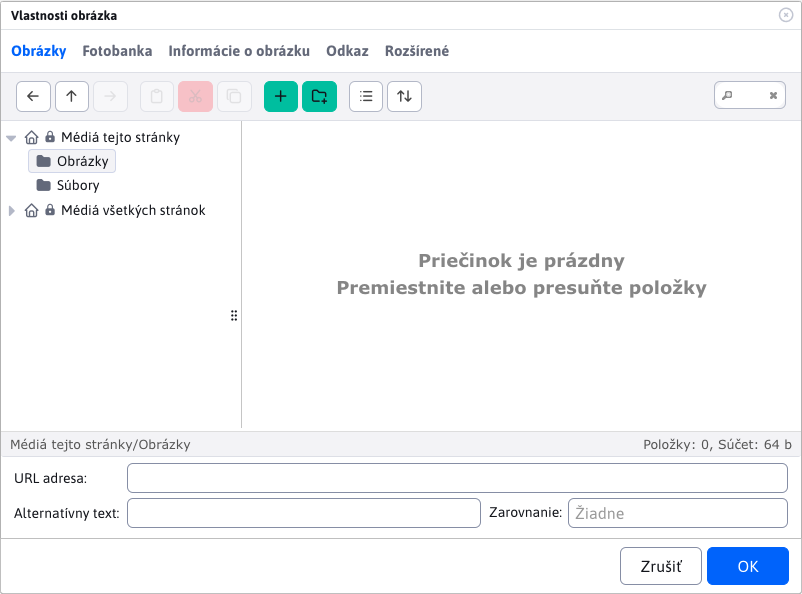 Vlastnosti obrázka
Obrázky Fotobanka Informácie o obrázku Odkaz Rozšírené
Médiá tejto stránky
Obrázky
Súbory
Médiá všetkých stránok
Priečinok je prázdny
Premiestnite alebo presuňte položky
Médiá tejto stránky/Obrázky Položky: 0, Súčet: 64 b
URL adresa:
Alternatívny text: Zarovnanie: Žiadne
Zrušiť OK